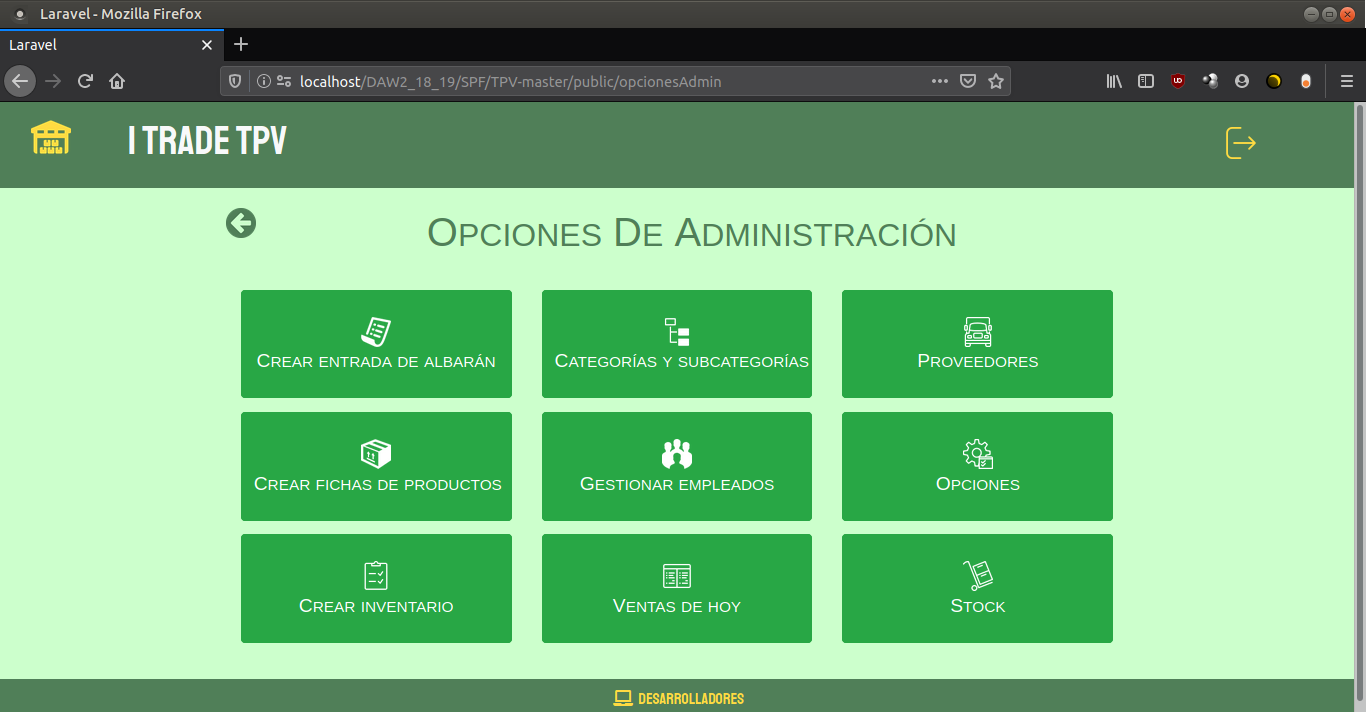 Laravel - Mozilla Firefox
Laravel
localhost/DAW2_18_19/SPF/TPV-master/public/opcionesAdmin
I TRADE TPV
Opciones De Administración
Crear entrada de albarán
Categorías y subcategorías
Proveedores
Crear fichas de productos
Gestionar empleados
Opciones
Crear inventario
Ventas de hoy
Stock
DESARROLLADORES